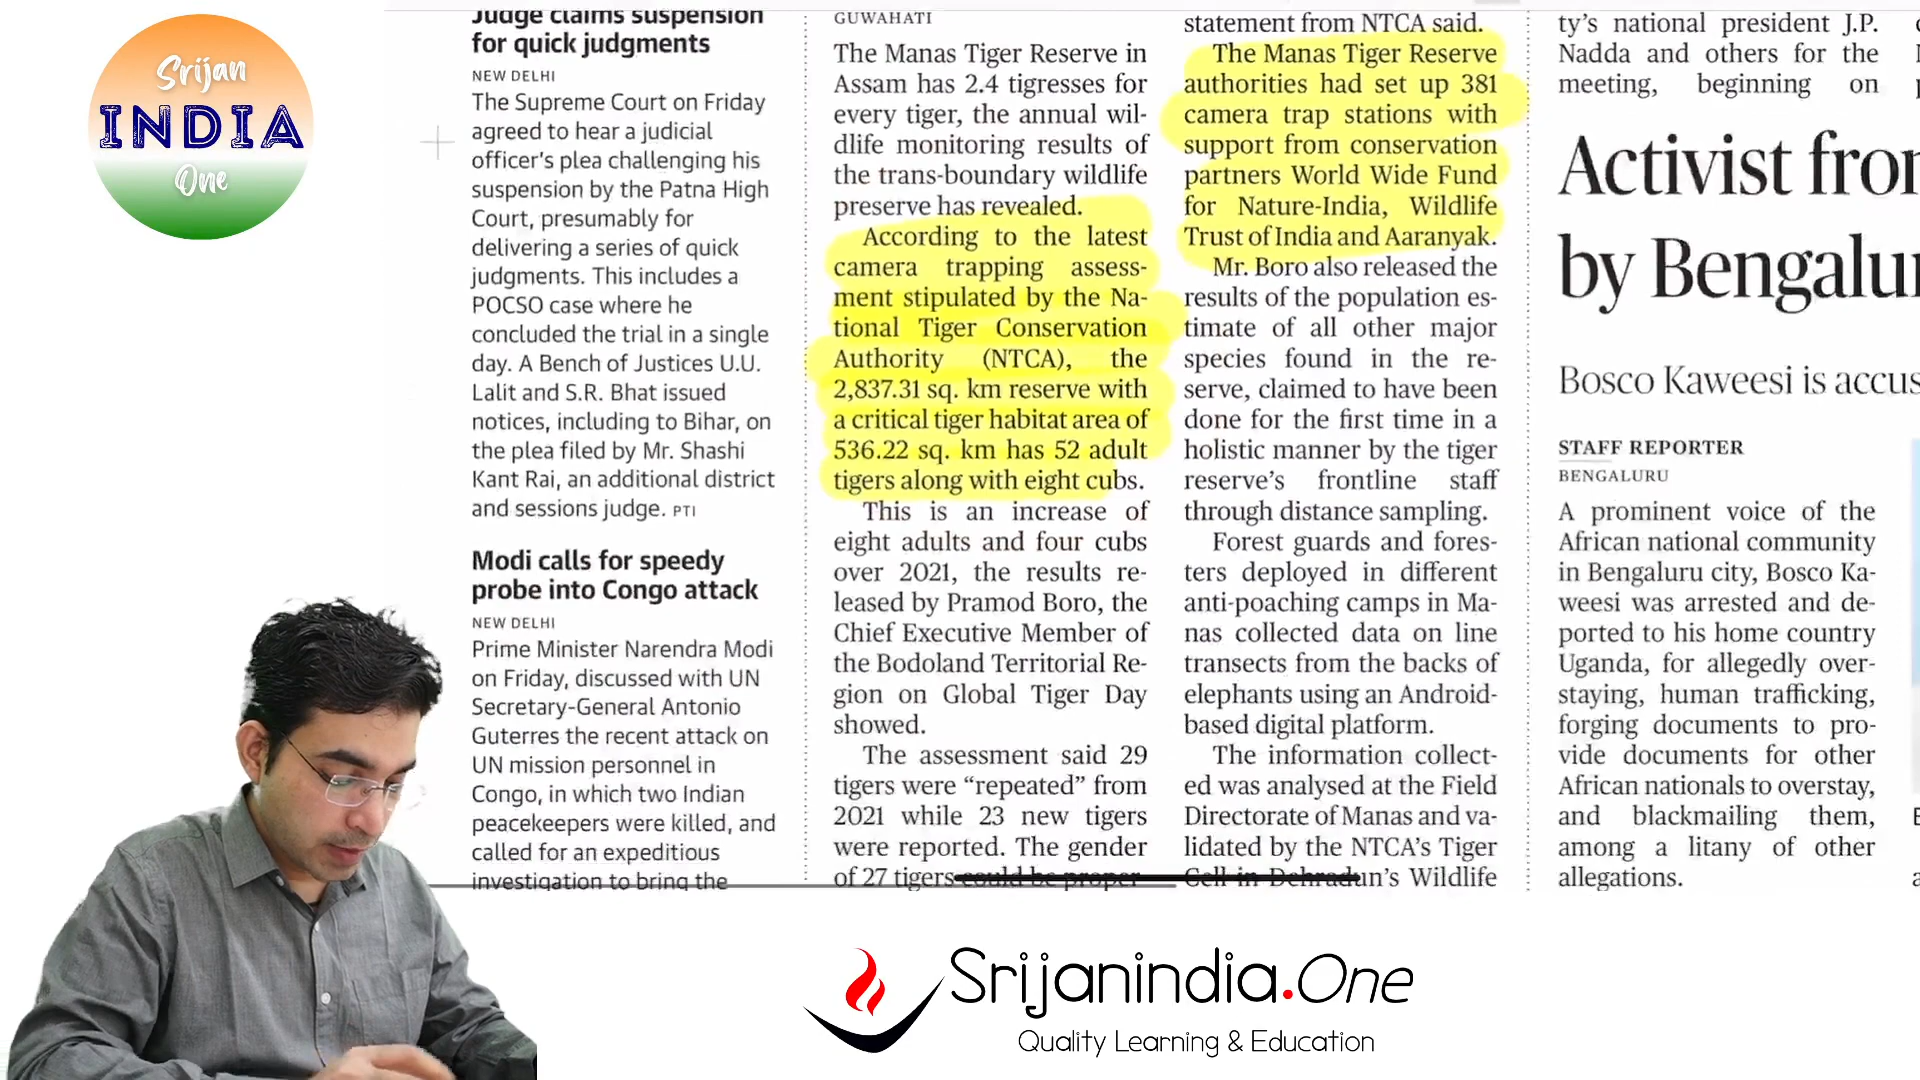 Srijan
INDIA
One
Judge claims suspension
for quick judgments
NEW DELHI
The Supreme Court on Friday
agreed to hear a judicial
officer's plea challenging his
suspension by the Patna High
Court, presumably for
delivering a series of quick
judgments. This includes a
POCSO case where he
concluded the trial in a single
day. A Bench of Justices U.U.
Lalit and S.R. Bhat issued
notices, including to Bihar, on
the plea filed by Mr. Shashi
Kant Rai, an additional district
and sessions judge. PTI
Modi calls for speedy
probe into Congo attack
NEW DELHI
Prime Minister Narendra Modi
on Friday, discussed with UN
Secretary-General Antonio
Guterres the recent attack on
UN mission personnel in
Congo, in which two Indian
peacekeepers were killed, and
called for an expeditious
investigation to bring the
GUWAHATI
The Manas Tiger Reserve in
Assam has 2.4 tigresses for
every tiger, the annual wil-
dlife monitoring results of
the trans-boundary wildlife
preserve has revealed.
According to the latest
camera trapping assess-
ment stipulated by the Na-
tional Tiger Conservation
Authority (NTCA), the
2,837.31 sq. km reserve with
a critical tiger habitat area of
536.22 sq. km has 52 adult
tigers along with eight cubs.
This is an increase of
eight adults and four cubs
over 2021, the results re-
leased by Pramod Boro, the
Chief Executive Member of
the Bodoland Territorial Re-
gion on Global Tiger Day
showed.
The assessment said 29
tigers were "repeated" from
2021 while 23 new tigers
were reported. The gender
of 27 tigers could be proper-
statement from NTCA said.
The Manas Tiger Reserve
authorities had set up 381
camera trap stations with
support from conservation
partners World Wide Fund
for Nature-India, Wildlife
Trust of India and Aaranyak.
Mr. Boro also released the
results of the population es-
timate of all other major
species found in the re-
serve, claimed to have been
done for the first time in a
holistic manner by the tiger
reserve's frontline staff
through distance sampling.
Forest guards and fores-
ters deployed in different
anti-poaching camps in Ma-
nas collected data on line
transects from the backs of
elephants using an Android-
based digital platform.
The information collect-
ed was analysed at the Field
Directorate of Manas and va-
lidated by the NTCA's Tiger
Cell in Dehradun's Wildlife
ty's national president J.P.
Nadda and others for the
meeting, beginning on
Activist fro
by Bengalu
Bosco Kaweesi is accus
STAFF REPORTER
BENGALURU
A prominent voice of the
African national community
in Bengaluru city, Bosco Ka-
weesi was arrested and de-
ported to his home country
Uganda, for allegedly over-
staying, human trafficking,
forging documents to pro-
vide documents for other
African nationals to overstay,
and blackmailing them,
among a litany of other
allegations.
Srijanindia.One
Quality Learning & Education